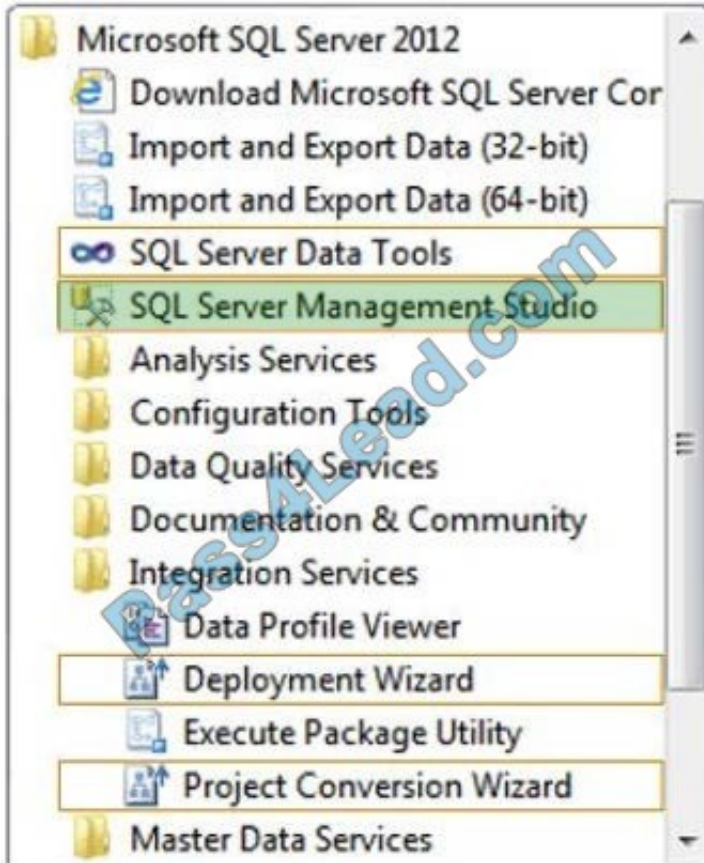 Microsoft SQL Server 2012
Download Microsoft SQL Server Cor
Import and Export Data (32-bit)
Import and Export Data (64-bit)
SQL Server Data Tools
SQL Server Management Studio
Analysis Services
Configuration Tools
Data Quality Services
Documentation & Community
Integration Services
Data Profile Viewer
Deployment Wizard
Execute Package Utility
Project Conversion Wizard
Master Data Services
Pass4Lead.com